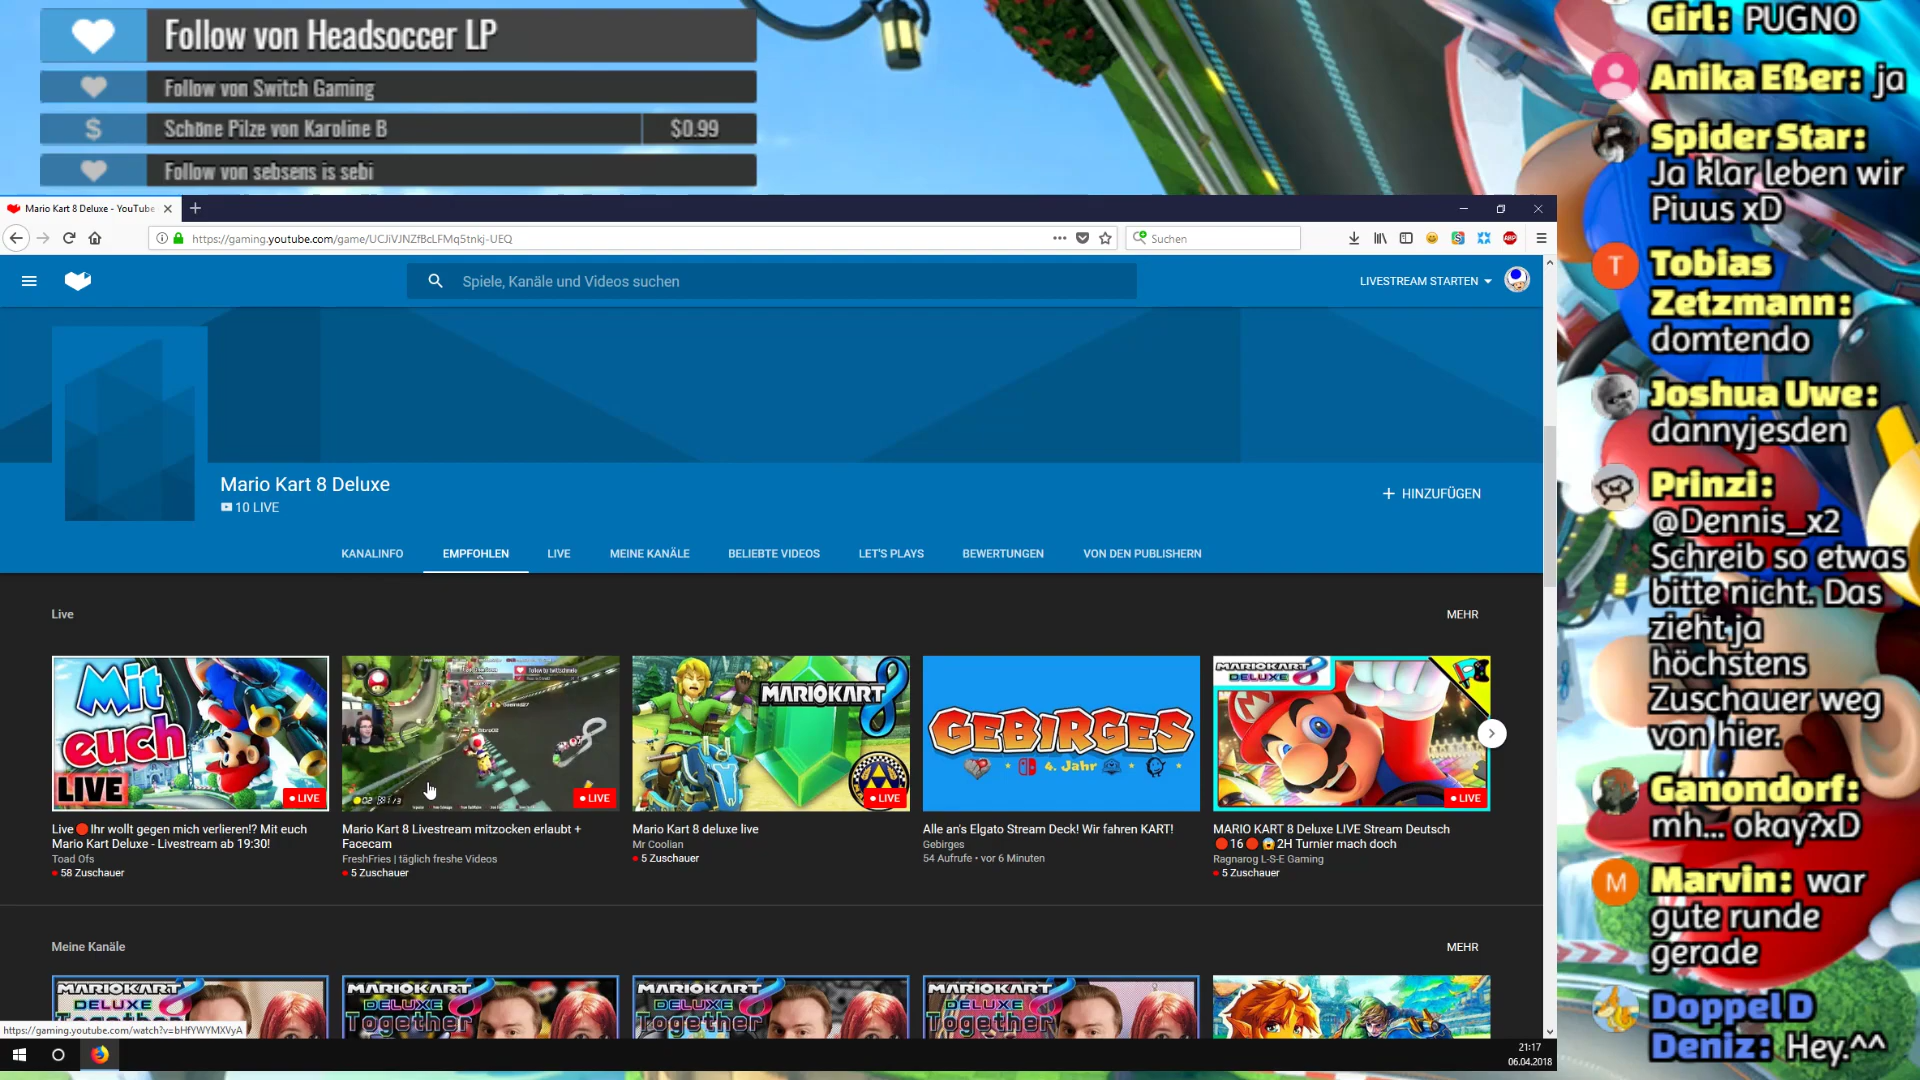 Follow von Headsoccer LP
Follow von Switch Gaming
$ Schöne Pilze von Karoline B $0.99
Follow von sebsens is sebi
Mario Kart 8 Deluxe - YouTube
https://gaming.youtube.com/game/UCJiVJNZfBcLFMq5tnkj-UEQ
Suchen
ABP
Spiele, Kanäle und Videos suchen
LIVESTREAM STARTEN
Mario Kart 8 Deluxe
10 LIVE
HINZUFÜGEN
KANALINFO EMPFOHLEN LIVE MEINE KANÄLE BELIEBTE VIDEOS LET'S PLAYS BEWERTUNGEN VON DEN PUBLISHERN
Live MEHR
Mit
euch
LIVE
LIVE
LIVE
MARIOKART 8
LIVE
GEBIRGES
4. Jahr
MARIOKART 8
DELUXE
LIVE
Live🔴Ihr wollt gegen mich verlieren!? Mit euch
Mario Kart Deluxe - Livestream ab 19:30!
Toad Ofs
58 Zuschauer
Mario Kart 8 Livestream mitzocken erlaubt +
Facecam
FreshFries | täglich freshe Videos
5 Zuschauer
Mario Kart 8 deluxe live
Mr Coolian
5 Zuschauer
Alle an's Elgato Stream Deck! Wir fahren KART!
Gebirges
54 Aufrufe • vor 6 Minuten
MARIO KART 8 Deluxe LIVE Stream Deutsch
🔴16🔴😱2H Turnier mach doch
Ragnarog L-S-E Gaming
5 Zuschauer
Meine Kanäle MEHR
MARIOKART 8
DELUXE
MARIOKART 8
DELUXE
Together
MARIOKART 8
DELUXE
Together
MARIOKART 8
DELUXE
Together
https://gaming.youtube.com/watch?v=bHfYWYMXVyA
21:17
06.04.2018
Girl: PUGNO
Anika Eßer: ja
Spider Star:
Ja klar leben wir
Piuus xD
T Tobias
Zetzmann:
domtendo
Joshua Uwe:
dannyjesden
Prinzi:
@Dennis_x2
Schreib so etwas
bitte nicht. Das
zieht ja
höchstens
Zuschauer weg
von hier.
Ganondorf:
mh... okay?xD
M Marvin: war
gute runde
gerade
Doppel D
Deniz: Hey.^^